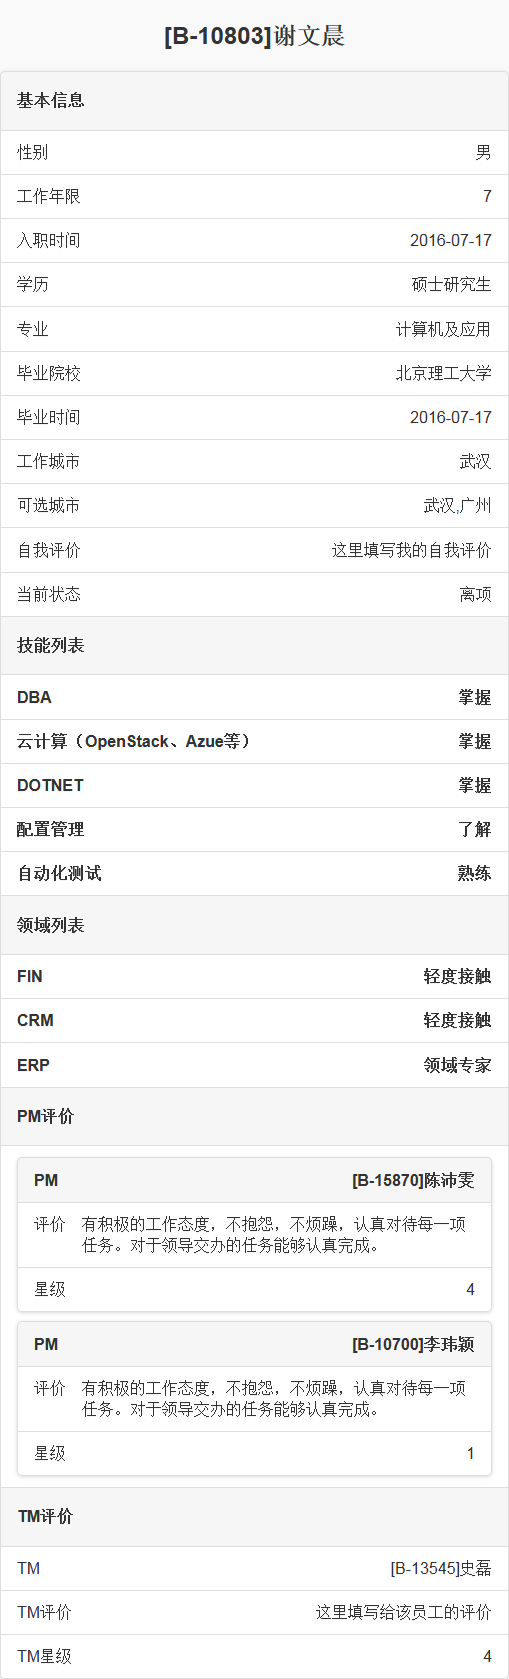 [B-10803]谢文晨
基本信息
性别 男
工作年限 7
入职时间 2016-07-17
学历 硕士研究生
专业 计算机及应用
毕业院校 北京理工大学
毕业时间 2016-07-17
工作城市 武汉
可选城市 武汉,广州
自我评价 这里填写我的自我评价
当前状态 离项
技能列表
DBA 掌握
云计算（OpenStack、Azue等） 掌握
DOTNET 掌握
配置管理 了解
自动化测试 熟练
领域列表
FIN 轻度接触
CRM 轻度接触
ERP 领域专家
PM评价
PM [B-15870]陈沛雯
评价 有积极的工作态度，不抱怨，不烦躁，认真对待每一项
任务。对于领导交办的任务能够认真完成。
星级 4
PM [B-10700]李玮颖
评价 有积极的工作态度，不抱怨，不烦躁，认真对待每一项
任务。对于领导交办的任务能够认真完成。
星级 1
TM评价
TM [B-13545]史磊
TM评价 这里填写给该员工的评价
TM星级 4